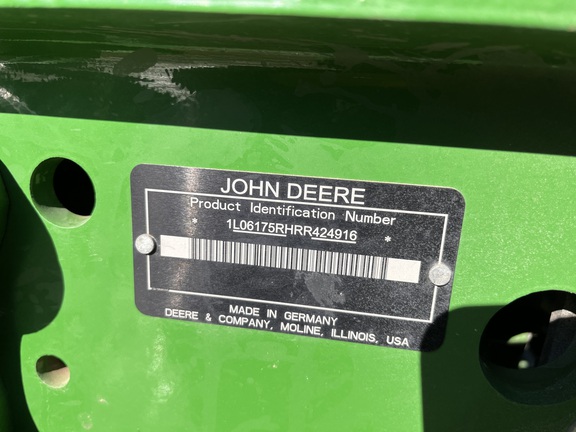 JOHN DEERE
Product Identification Number
* 1L06175RHRR424916 *
MADE IN GERMANY
DEERE & COMPANY, MOLINE, ILLINOIS, USA